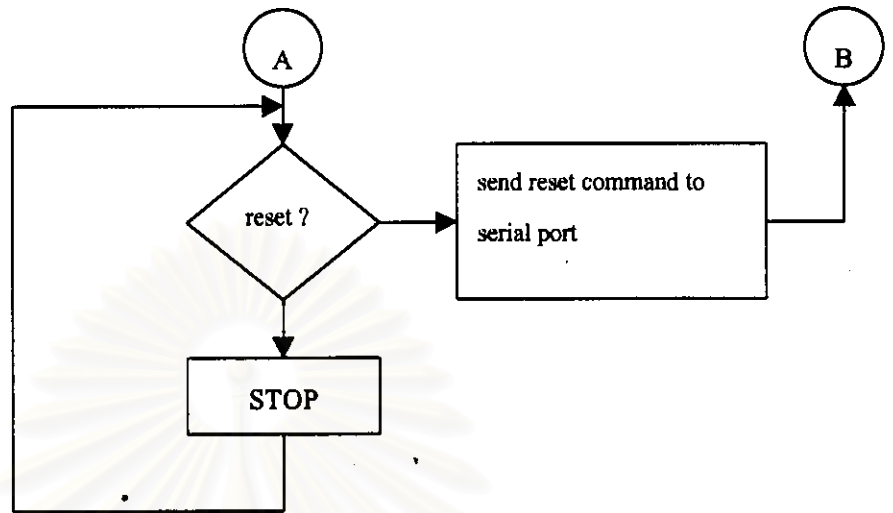 A
B
reset ?
send reset command to
serial port
STOP